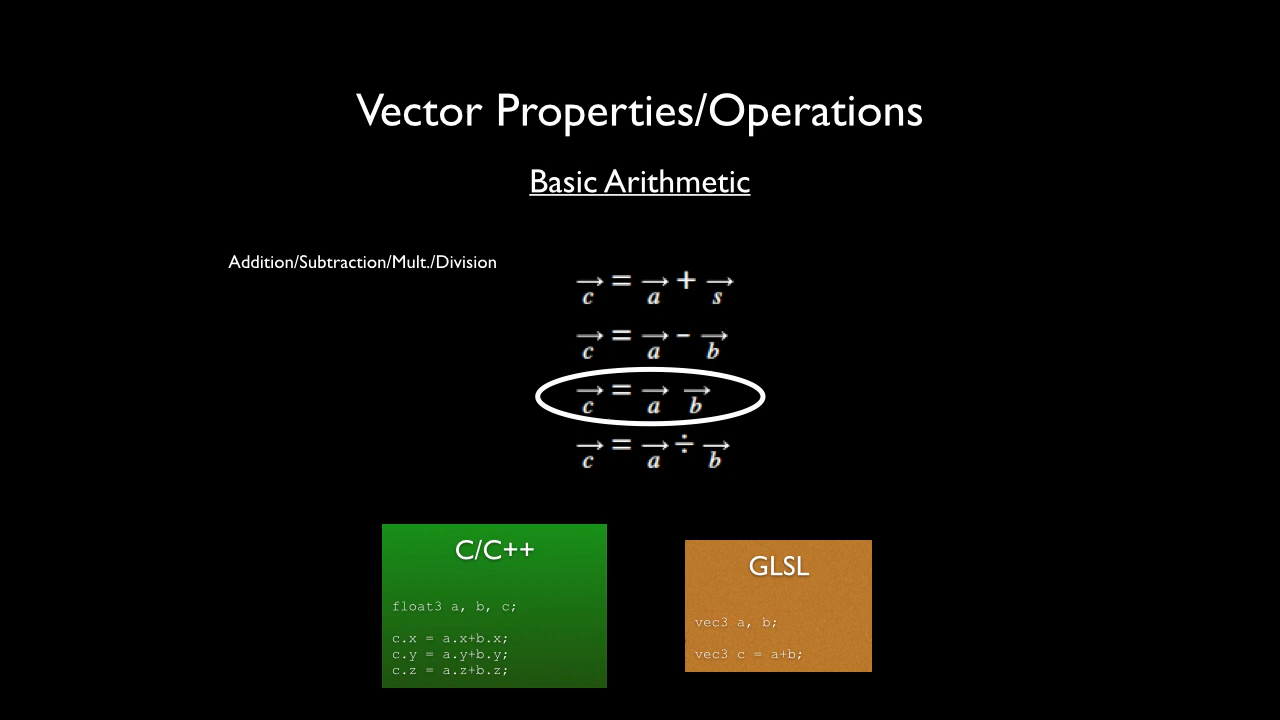 Vector Properties/Operations
Basic Arithmetic
Addition/Subtraction/Mult./Division
→c = →a + →s
→c = →a - →b
→c = →a →b
→c = →a ÷ →b
C/C++
float3 a, b, c;
c.x = a.x+b.x;
c.y = a.y+b.y;
c.z = a.z+b.z;
GLSL
vec3 a, b;
vec3 c = a+b;